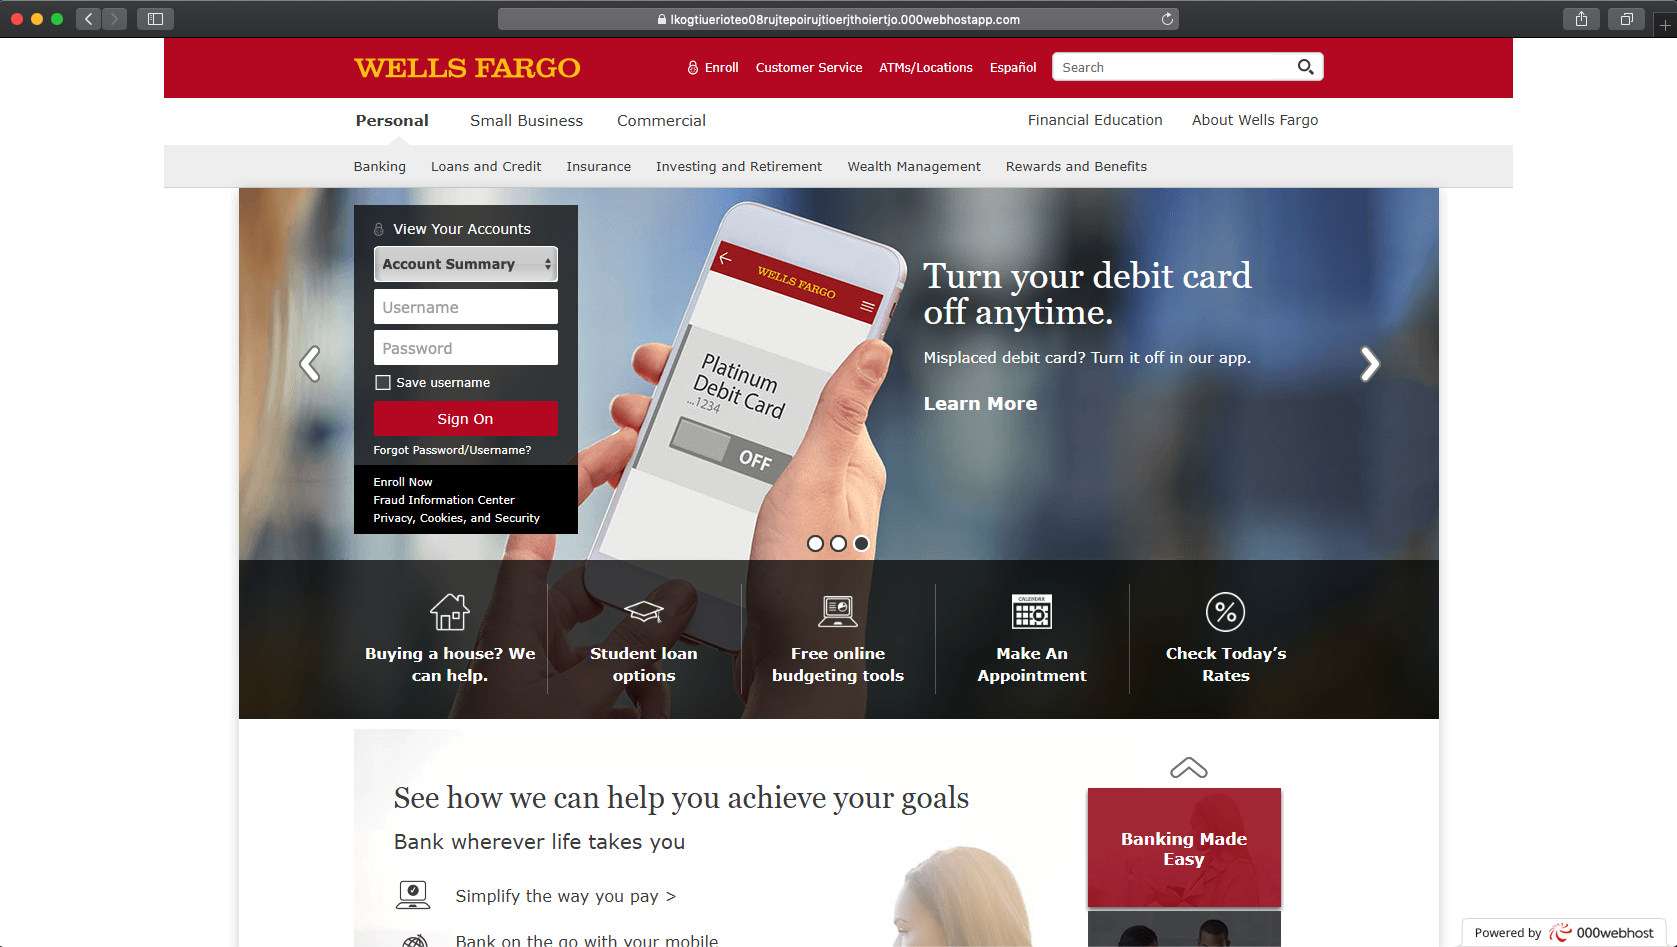 lkogtiuerioteo08rujtepoirujtioerjthoiertjo.000webhostapp.com
WELLS FARGO
Enroll Customer Service ATMs/Locations Español Search
Personal Small Business Commercial Financial Education About Wells Fargo
Banking Loans and Credit Insurance Investing and Retirement Wealth Management Rewards and Benefits
View Your Accounts
Account Summary
Username
Password
Save username
Sign On
Forgot Password/Username?
Enroll Now
Fraud Information Center
Privacy, Cookies, and Security
WELLS FARGO
Platinum
Debit Card
...1234
OFF
Turn your debit card
off anytime.
Misplaced debit card? Turn it off in our app.
Learn More
Buying a house? We
can help.
Student loan
options
Free online
budgeting tools
CALENDAR
Make An
Appointment
Check Today’s
Rates
See how we can help you achieve your goals
Bank wherever life takes you
Simplify the way you pay >
Bank on the go with your mobile
Banking Made
Easy
Powered by 000webhost